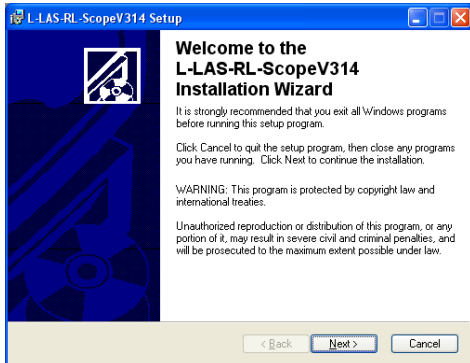 L-LAS-RL-ScopeV314 Setup
Welcome to the
L-LAS-RL-ScopeV314
Installation Wizard
It is strongly recommended that you exit all Windows programs
before running this setup program.
Click Cancel to quit the setup program, then close any programs
you have running. Click Next to continue the installation.
WARNING: This program is protected by copyright law and
international treaties.
Unauthorized reproduction or distribution of this program, or any
portion of it, may result in severe civil and criminal penalties, and
will be prosecuted to the maximum extent possible under law.
< Back Next > Cancel